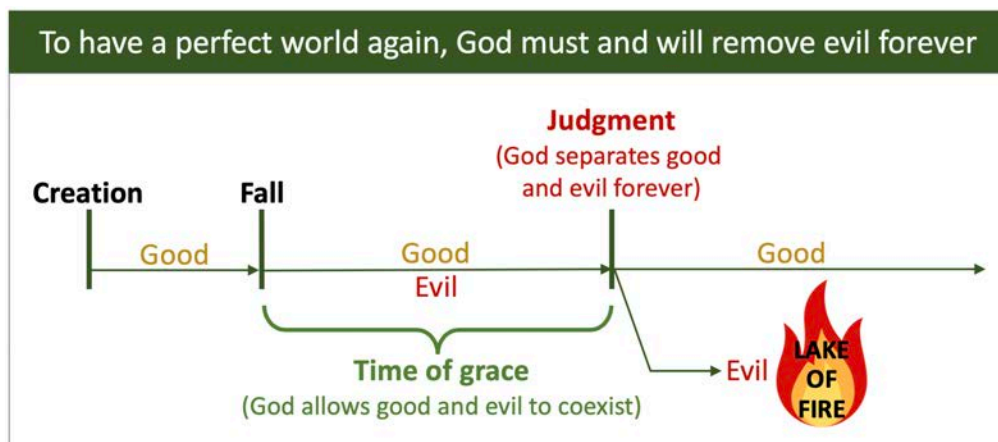 To have a perfect world again, God must and will remove evil forever
Judgment
(God separates good
and evil forever)
Creation
Fall
Good
Good
Good
Evil
Time of grace
(God allows good and evil to coexist)
Evil
LAKE
OF
FIRE